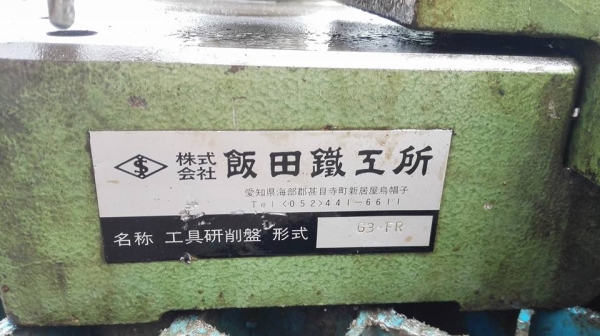 株式会社 飯田鐵工所
愛知県海部郡甚目寺町新居屋鳥帽子
Tel <052>441-6611
名称 工具研削盤 形式 G3-FR